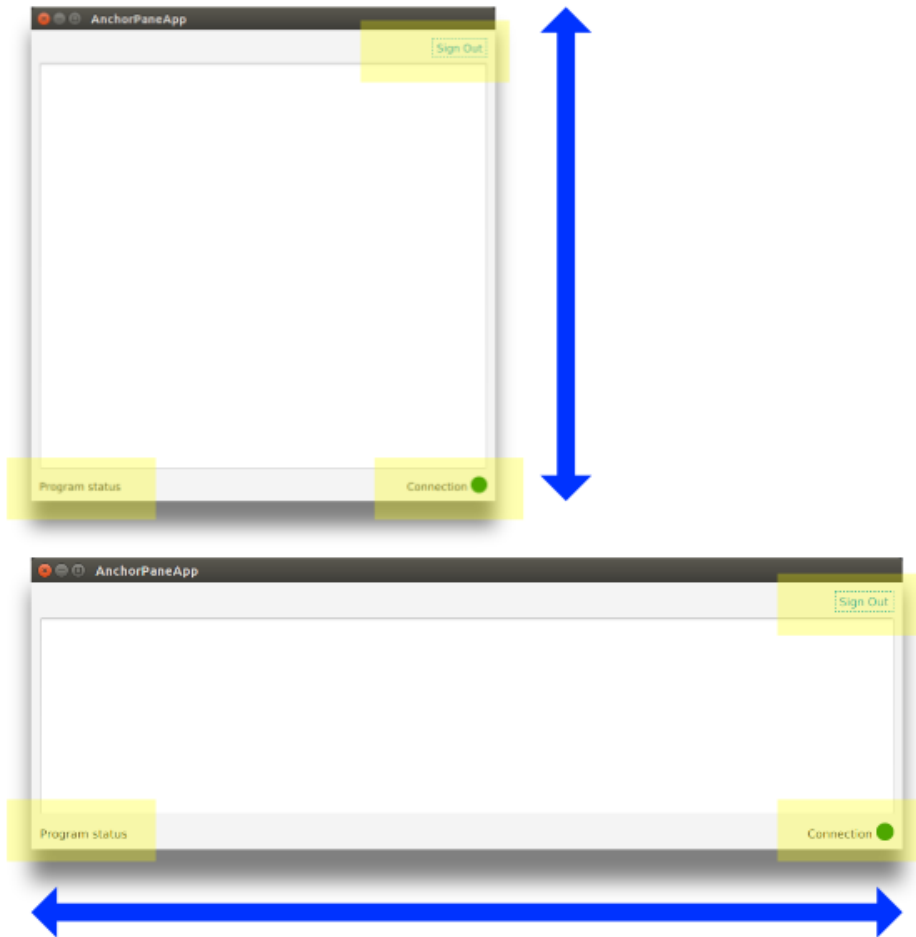 AnchorPaneApp
Sign Out
Program status
Connection
AnchorPaneApp
Sign Out
Program status
Connection